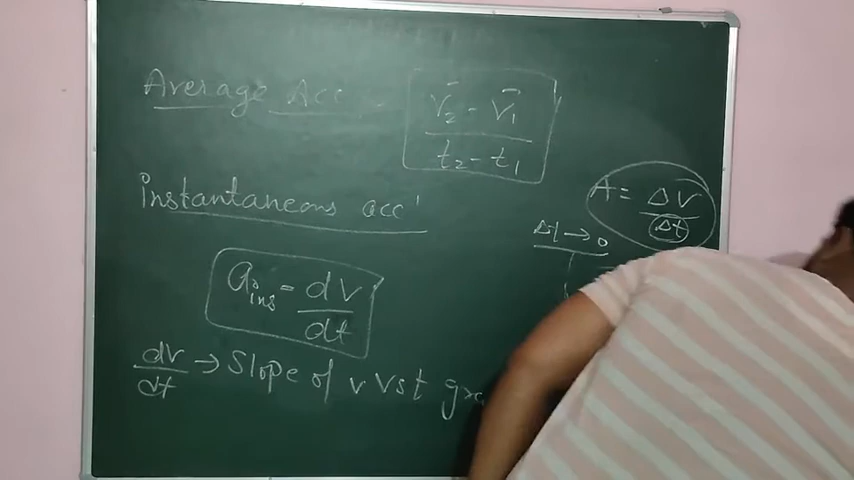 Average Acc
v̄₂ - v̄₁
t₂ - t₁
instantaneous acc'
a_ins = dv
dt
dv
dt → Slope of v vst
A = Δv̄
Δt
Δt → 0